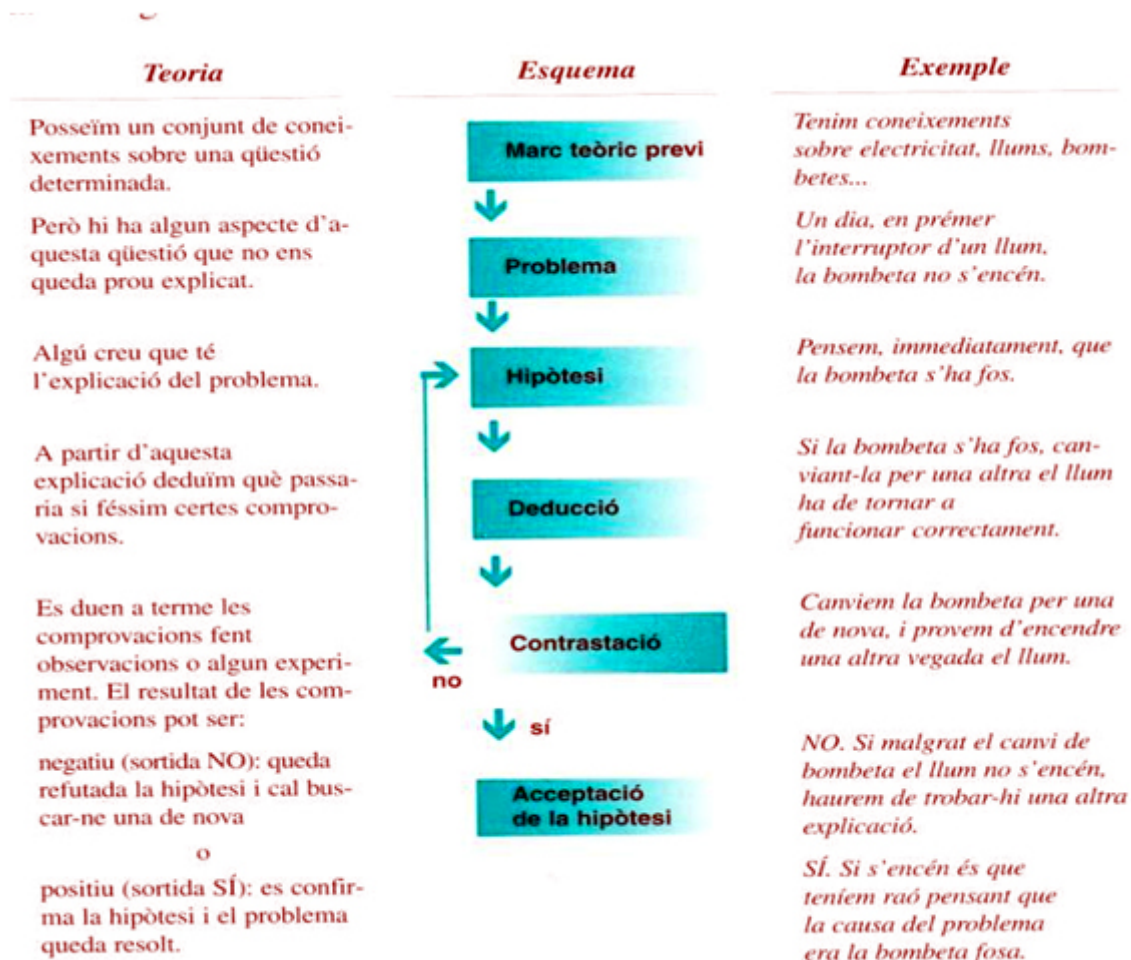 Teoria
Posseïm un conjunt de conei-
xements sobre una qüestió
determinada.
Però hi ha algun aspecte d'a-
questa qüestió que no ens
queda prou explicat.
Algú creu que té
l'explicació del problema.
A partir d'aquesta
explicació deduïm què passa-
ria si féssim certes compro-
vacions.
Es duen a terme les
comprovacions fent
observacions o algun experi-
ment. El resultat de les com-
provacions pot ser:
negatiu (sortida NO): queda
refutada la hipòtesi i cal bus-
car-ne una de nova
o
positiu (sortida SÍ): es confir-
ma la hipòtesi i el problema
queda resolt.
Esquema
Marc teòric previ
Problema
Hipòtesi
Deducció
Contrastació
no
sí
Acceptació
de la hipòtesi
Exemple
Tenim coneixements
sobre electricitat, llums, bom-
betes...
Un dia, en prémer
l'interruptor d'un llum,
la bombeta no s'encén.
Pensem, immediatament, que
la bombeta s'ha fos.
Si la bombeta s'ha fos, can-
viant-la per una altra el llum
ha de tornar a
funcionar correctament.
Canviem la bombeta per una
de nova, i provem d'encendre
una altra vegada el llum.
NO. Si malgrat el canvi de
bombeta el llum no s'encén,
haurem de trobar-hi una altra
explicació.
SÍ. Si s'encén és que
teníem raó pensant que
la causa del problema
era la bombeta fosa.